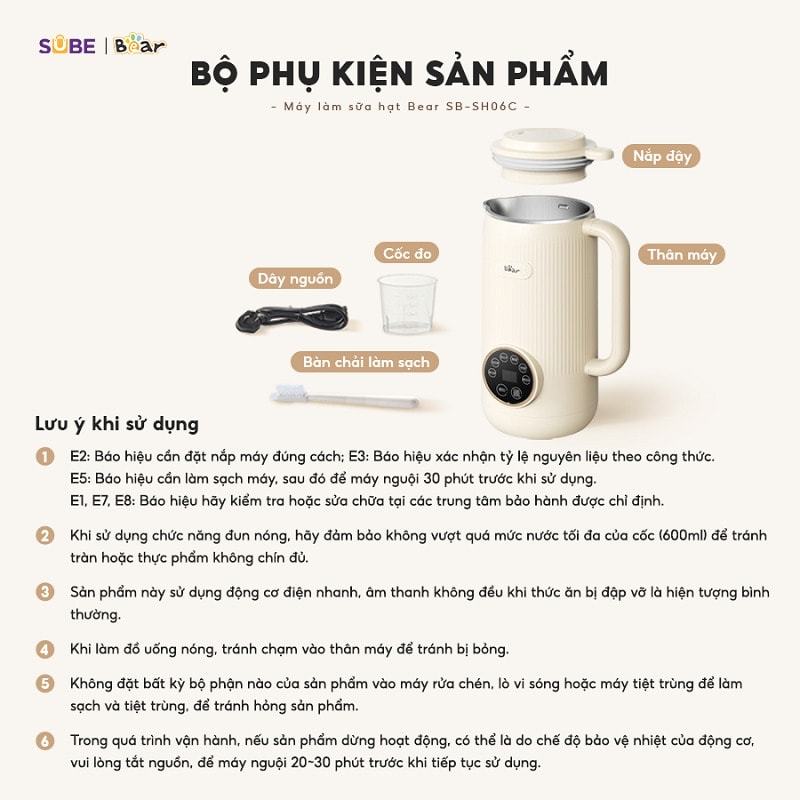 SUBE | Bear
BỘ PHỤ KIỆN SẢN PHẨM
- Máy làm sữa hạt Bear SB-SH06C -
Nắp đậy
Cốc đo
Thân máy
Dây nguồn
Bear
Bàn chải làm sạch
Lưu ý khi sử dụng
1 E2: Báo hiệu cần đặt nắp máy đúng cách; E3: Báo hiệu xác nhận tỷ lệ nguyên liệu theo công thức.
E5: Báo hiệu cần làm sạch máy, sau đó để máy nguội 30 phút trước khi sử dụng.
E1, E7, E8: Báo hiệu hãy kiểm tra hoặc sửa chữa tại các trung tâm bảo hành được chỉ định.
2 Khi sử dụng chức năng đun nóng, hãy đảm bảo không vượt quá mức nước tối đa của cốc (600ml) để tránh
tràn hoặc thực phẩm không chín đủ.
3 Sản phẩm này sử dụng động cơ điện nhanh, âm thanh không đều khi thức ăn bị đập vỡ là hiện tượng bình
thường.
4 Khi làm đồ uống nóng, tránh chạm vào thân máy để tránh bị bỏng.
5 Không đặt bất kỳ bộ phận nào của sản phẩm vào máy rửa chén, lò vi sóng hoặc máy tiệt trùng để làm
sạch và tiệt trùng, để tránh hỏng sản phẩm.
6 Trong quá trình vận hành, nếu sản phẩm dừng hoạt động, có thể là do chế độ bảo vệ nhiệt của động cơ,
vui lòng tắt nguồn, để máy nguội 20~30 phút trước khi tiếp tục sử dụng.